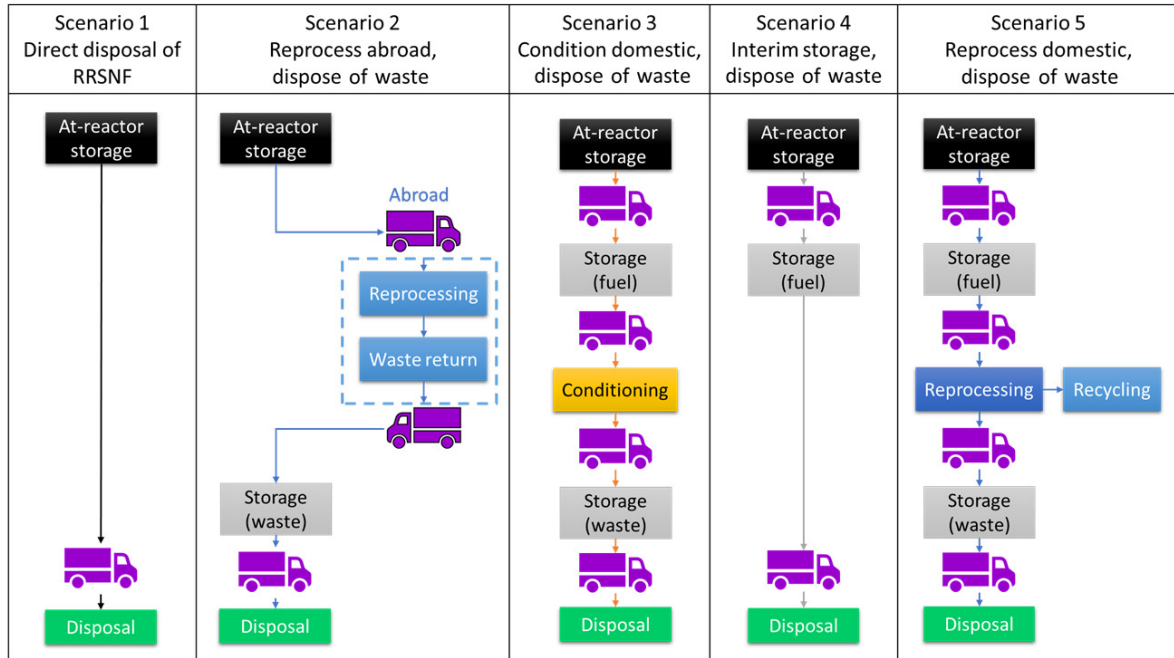 Scenario 1
Direct disposal of
RRSNF
At-reactor
storage
Disposal
Scenario 2
Reprocess abroad,
dispose of waste
At-reactor
storage
Abroad
Reprocessing
Waste return
Storage
(waste)
Disposal
Scenario 3
Condition domestic,
dispose of waste
At-reactor
storage
Storage
(fuel)
Conditioning
Storage
(waste)
Disposal
Scenario 4
Interim storage,
dispose of waste
At-reactor
storage
Storage
(fuel)
Disposal
Scenario 5
Reprocess domestic,
dispose of waste
At-reactor
storage
Storage
(fuel)
Reprocessing
Recycling
Storage
(waste)
Disposal